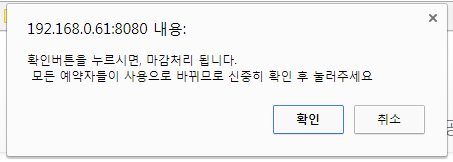 192.168.0.61:8080 내용:
확인버튼을 누르시면, 마감처리 됩니다.
모든 예약자들이 사용으로 바뀌므로 신중히 확인 후 눌러주세요
확인 취소